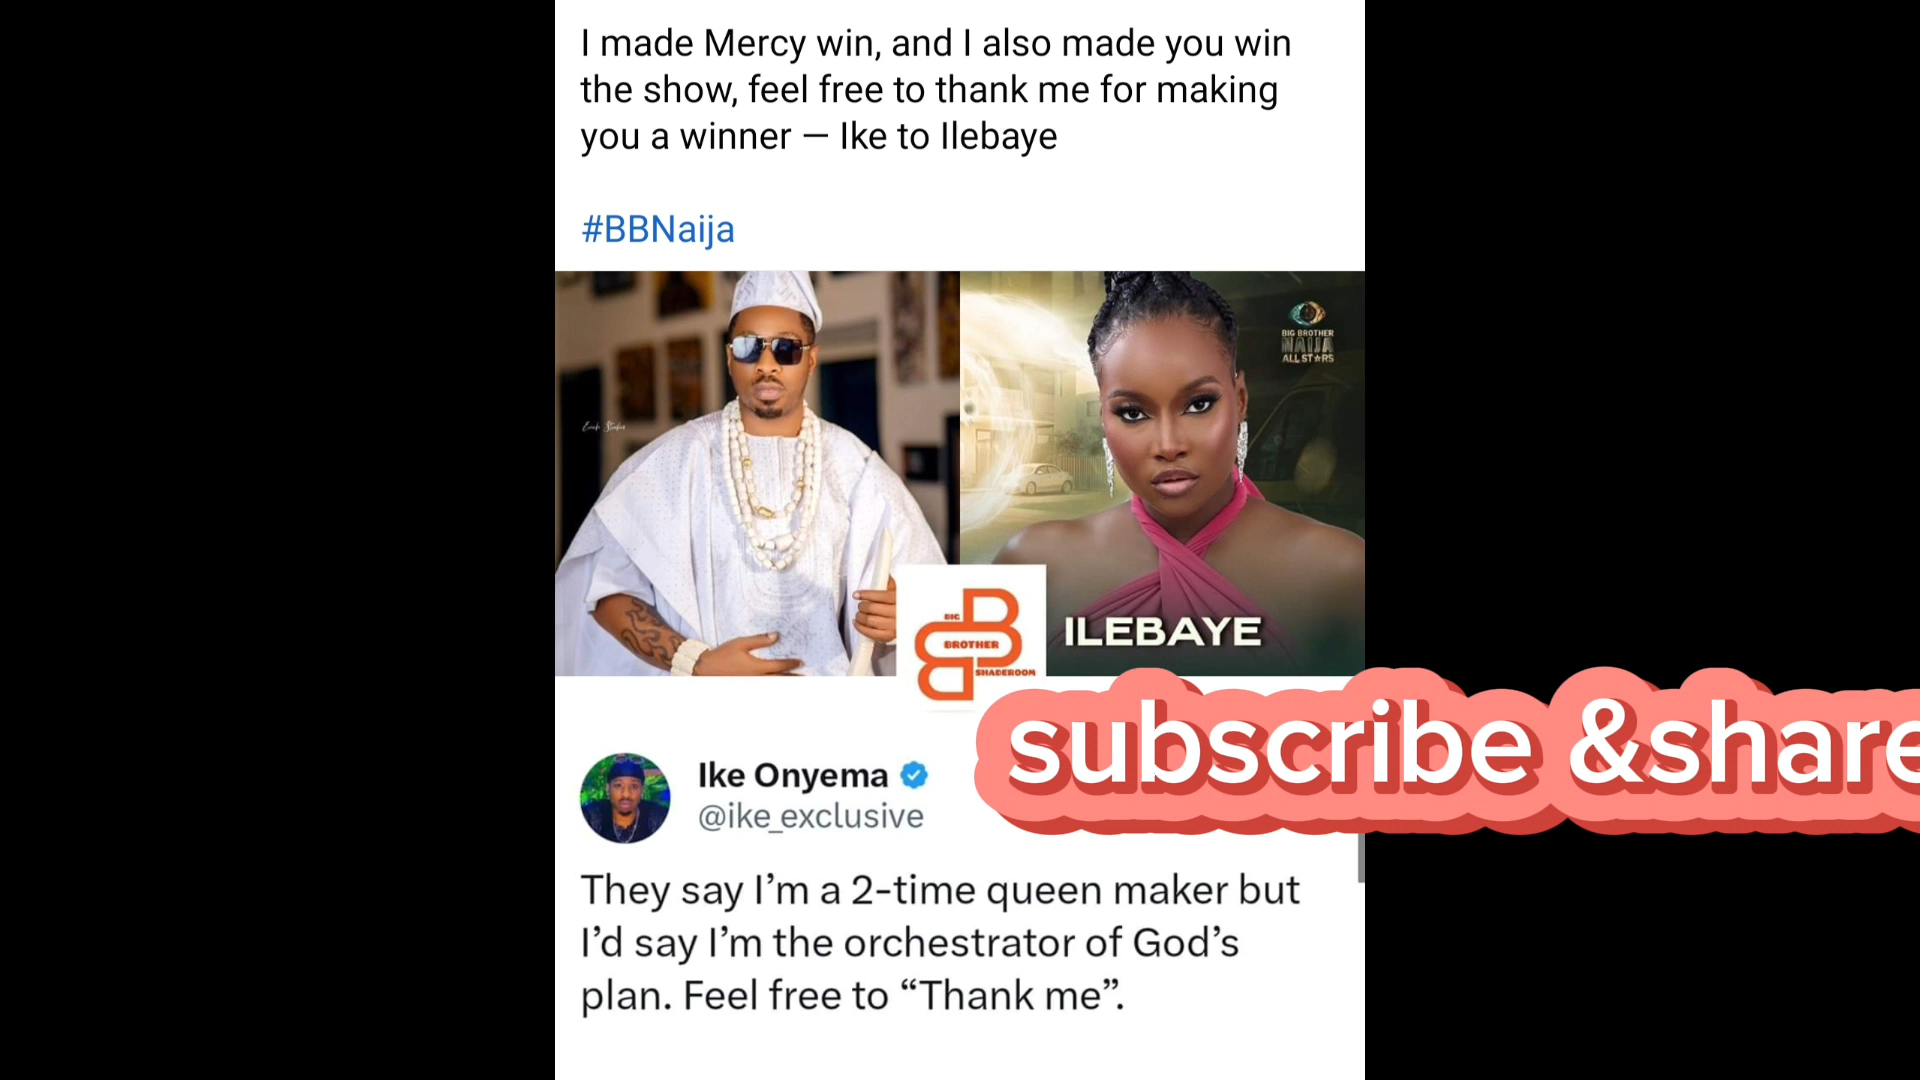 I made Mercy win, and I also made you win
the show, feel free to thank me for making
you a winner — Ike to Ilebaye
#BBNaija
BIG BROTHER
NAIJA
ALL STARS
BIG
BROTHER
SHADEROOM
ILEBAYE
subscribe &share
Ike Onyema
@ike_exclusive
They say I’m a 2-time queen maker but
I’d say I’m the orchestrator of God’s
plan. Feel free to “Thank me”.